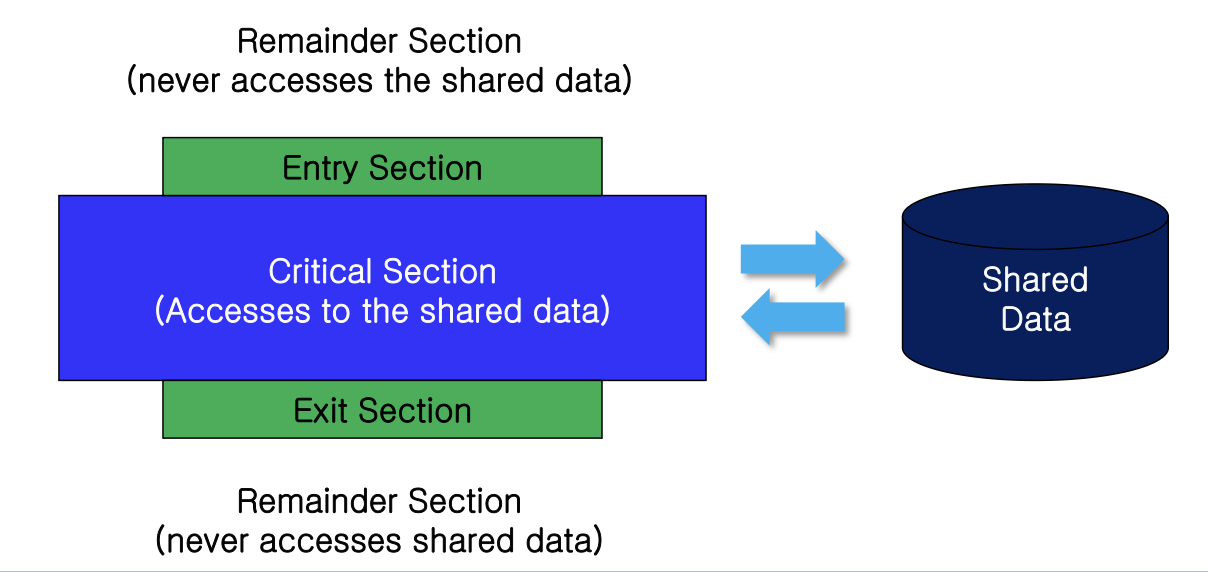 Remainder Section
(never accesses the shared data)
Entry Section
Critical Section
(Accesses to the shared data)
Shared
Data
Exit Section
Remainder Section
(never accesses shared data)